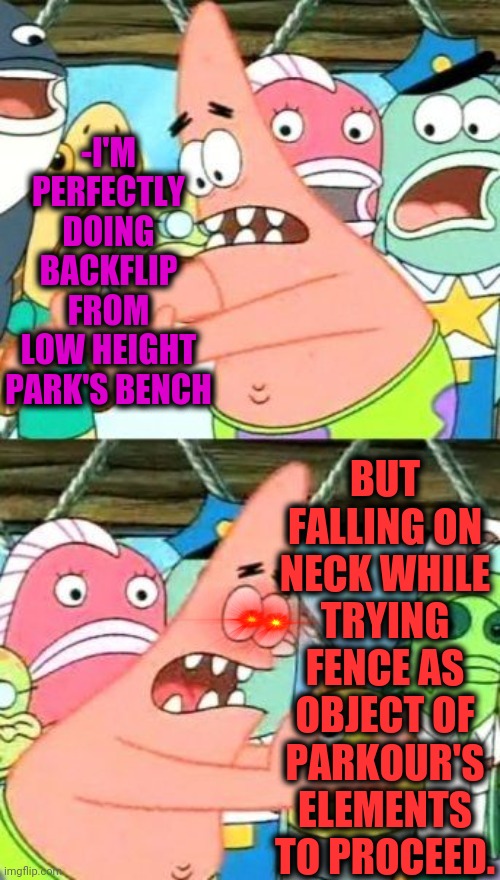 -I'M
PERFECTLY
DOING
BACKFLIP
FROM
LOW HEIGHT
PARK'S BENCH
BUT
FALLING ON
NECK WHILE
TRYING
FENCE AS
OBJECT OF
PARKOUR'S
ELEMENTS
TO PROCEED.
imgflip.com